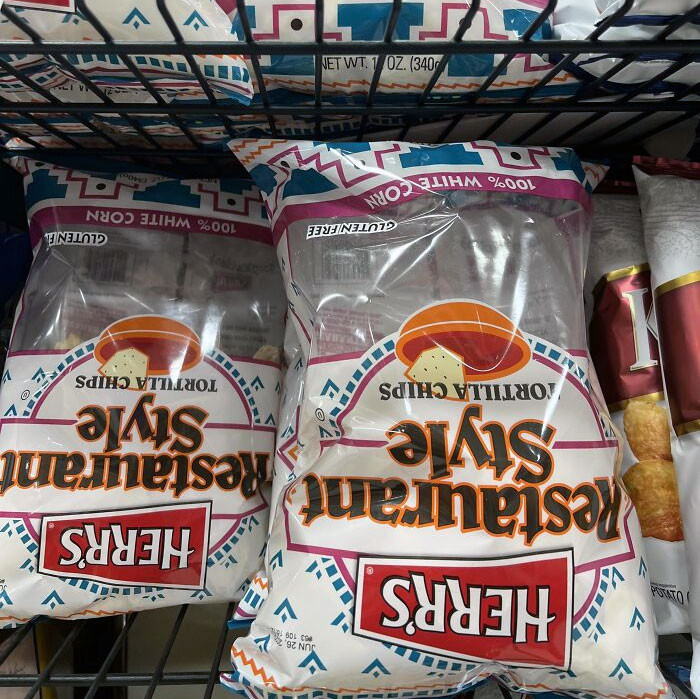 NET WT. 12 OZ. (340g
HERR'S®
Restaurant
Style
TORTILLA CHIPS
GLUTEN FREE
100% WHITE CORN
HERR'S®
Restaurant
Style
TORTILLA CHIPS
GLUTEN FREE
100% WHITE CORN
K
POTATO